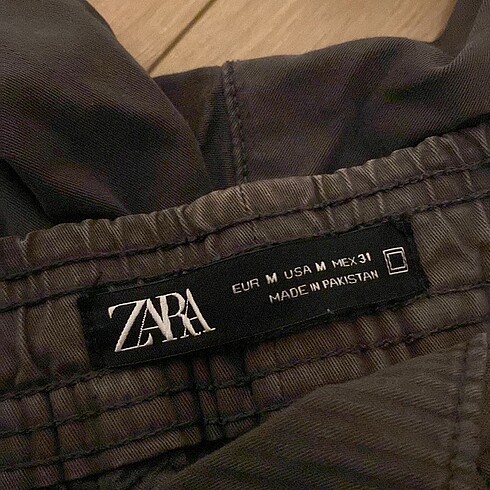 ZARA
EUR M USA M MEX 31
MADE IN PAKISTAN